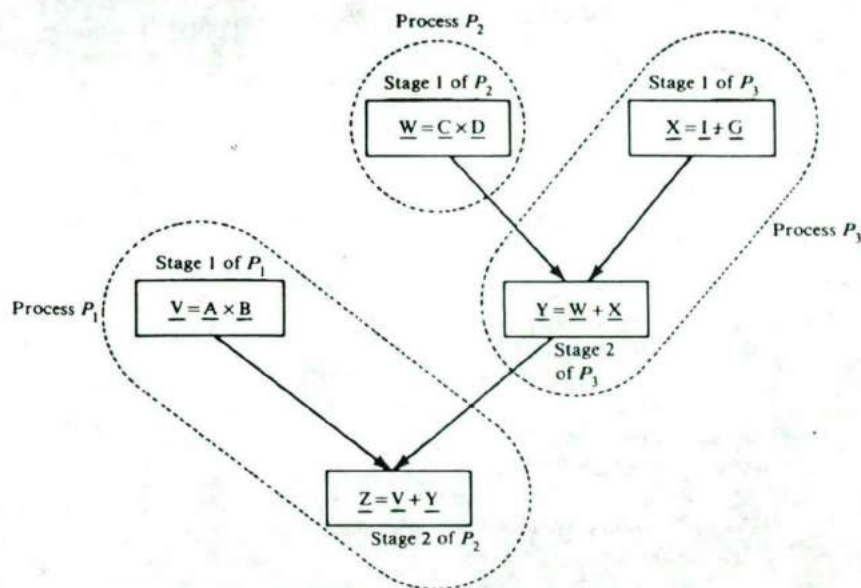 Process P₂
Stage 1 of P₂
W = C × D
Stage 1 of P₃
X = I + G
Process P₃
Stage 1 of P₁
Process P₁
V = A × B
Y = W + X
Stage 2
of P₃
Z = V + Y
Stage 2 of P₂